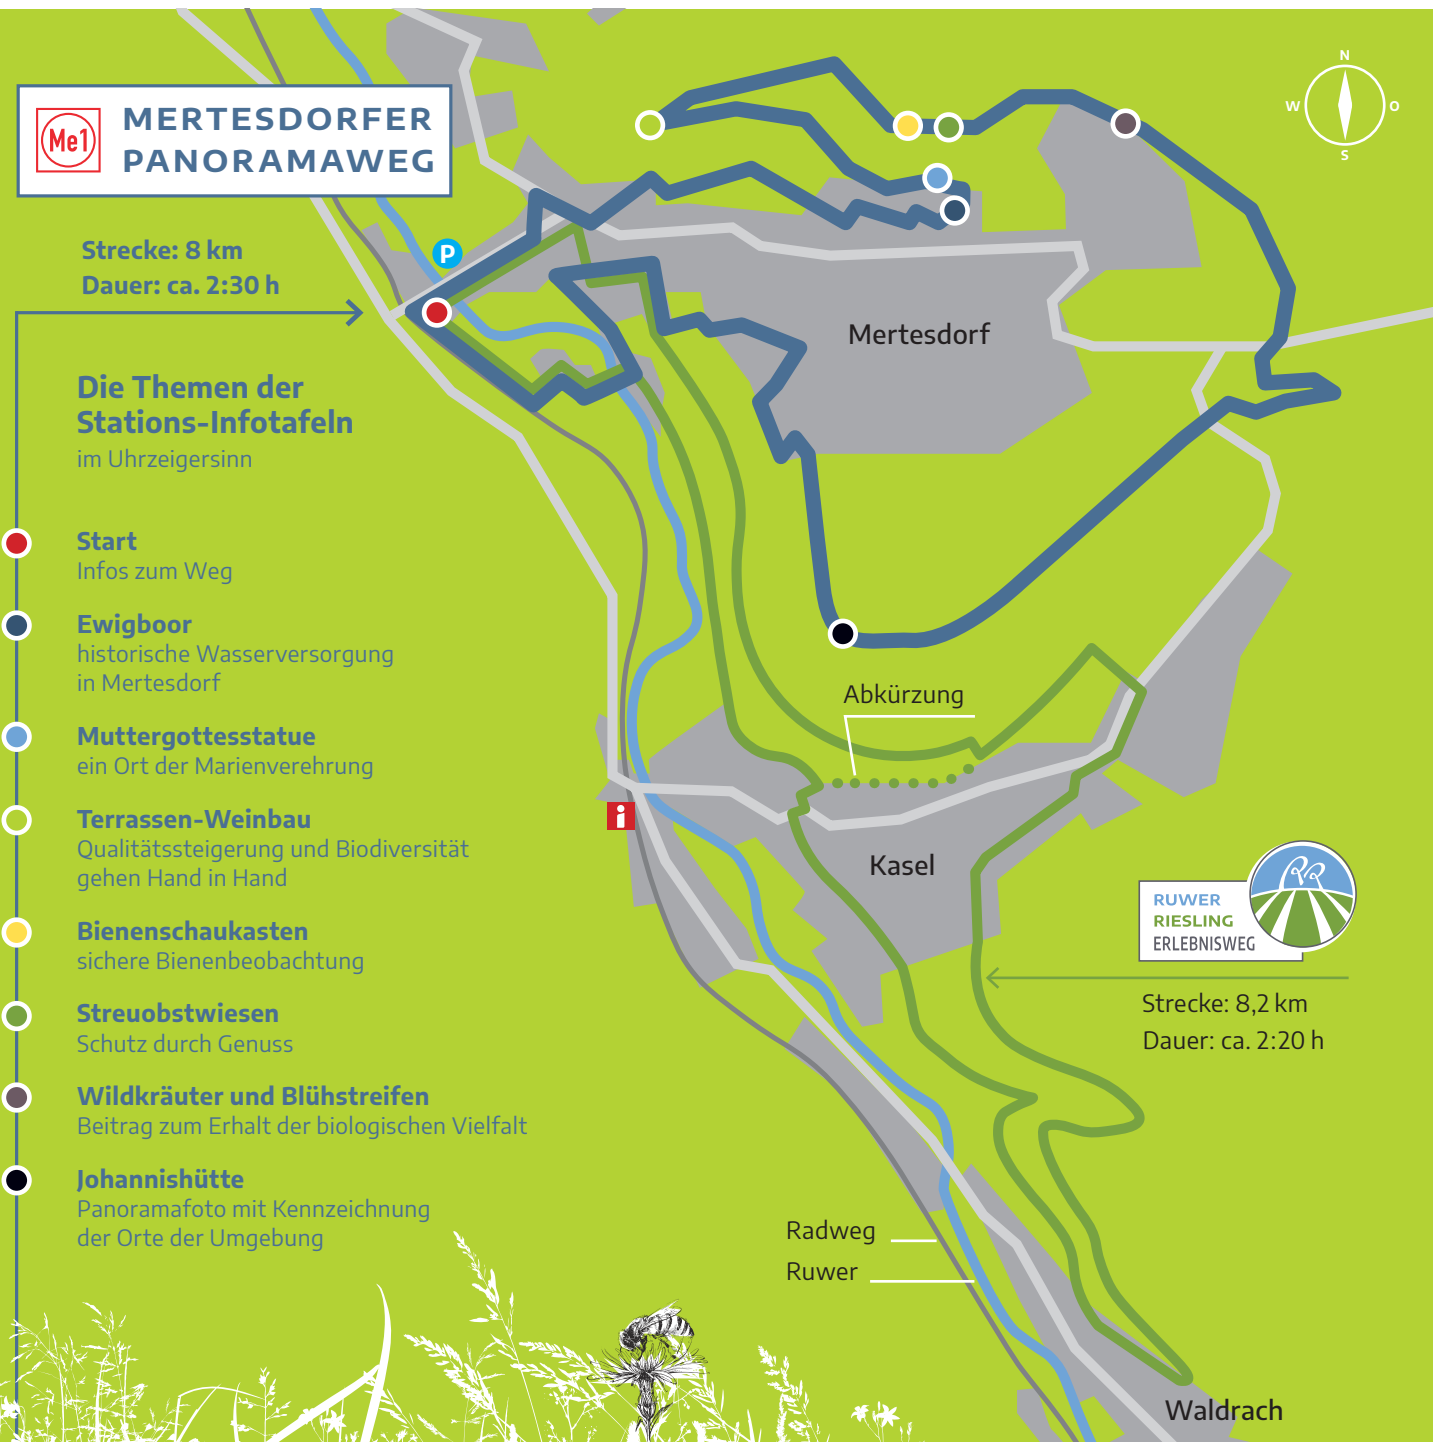 Me1
MERTESDORFER
PANORAMAWEG
Strecke: 8 km
Dauer: ca. 2:30 h
Die Themen der
Stations-Infotafeln
im Uhrzeigersinn
Start
Infos zum Weg
Ewigboor
historische Wasserversorgung
in Mertesdorf
Muttergottesstatue
ein Ort der Marienverehrung
Terrassen-Weinbau
Qualitätssteigerung und Biodiversität
gehen Hand in Hand
Bienenschaukasten
sichere Bienenbeobachtung
Streuobstwiesen
Schutz durch Genuss
Wildkräuter und Blühstreifen
Beitrag zum Erhalt der biologischen Vielfalt
Johannishütte
Panoramafoto mit Kennzeichnung
der Orte der Umgebung
P
N
W
O
S
Mertesdorf
Abkürzung
i
Kasel
RR
RUWER
RIESLING
ERLEBNISWEG
Strecke: 8,2 km
Dauer: ca. 2:20 h
Radweg
Ruwer
Waldrach